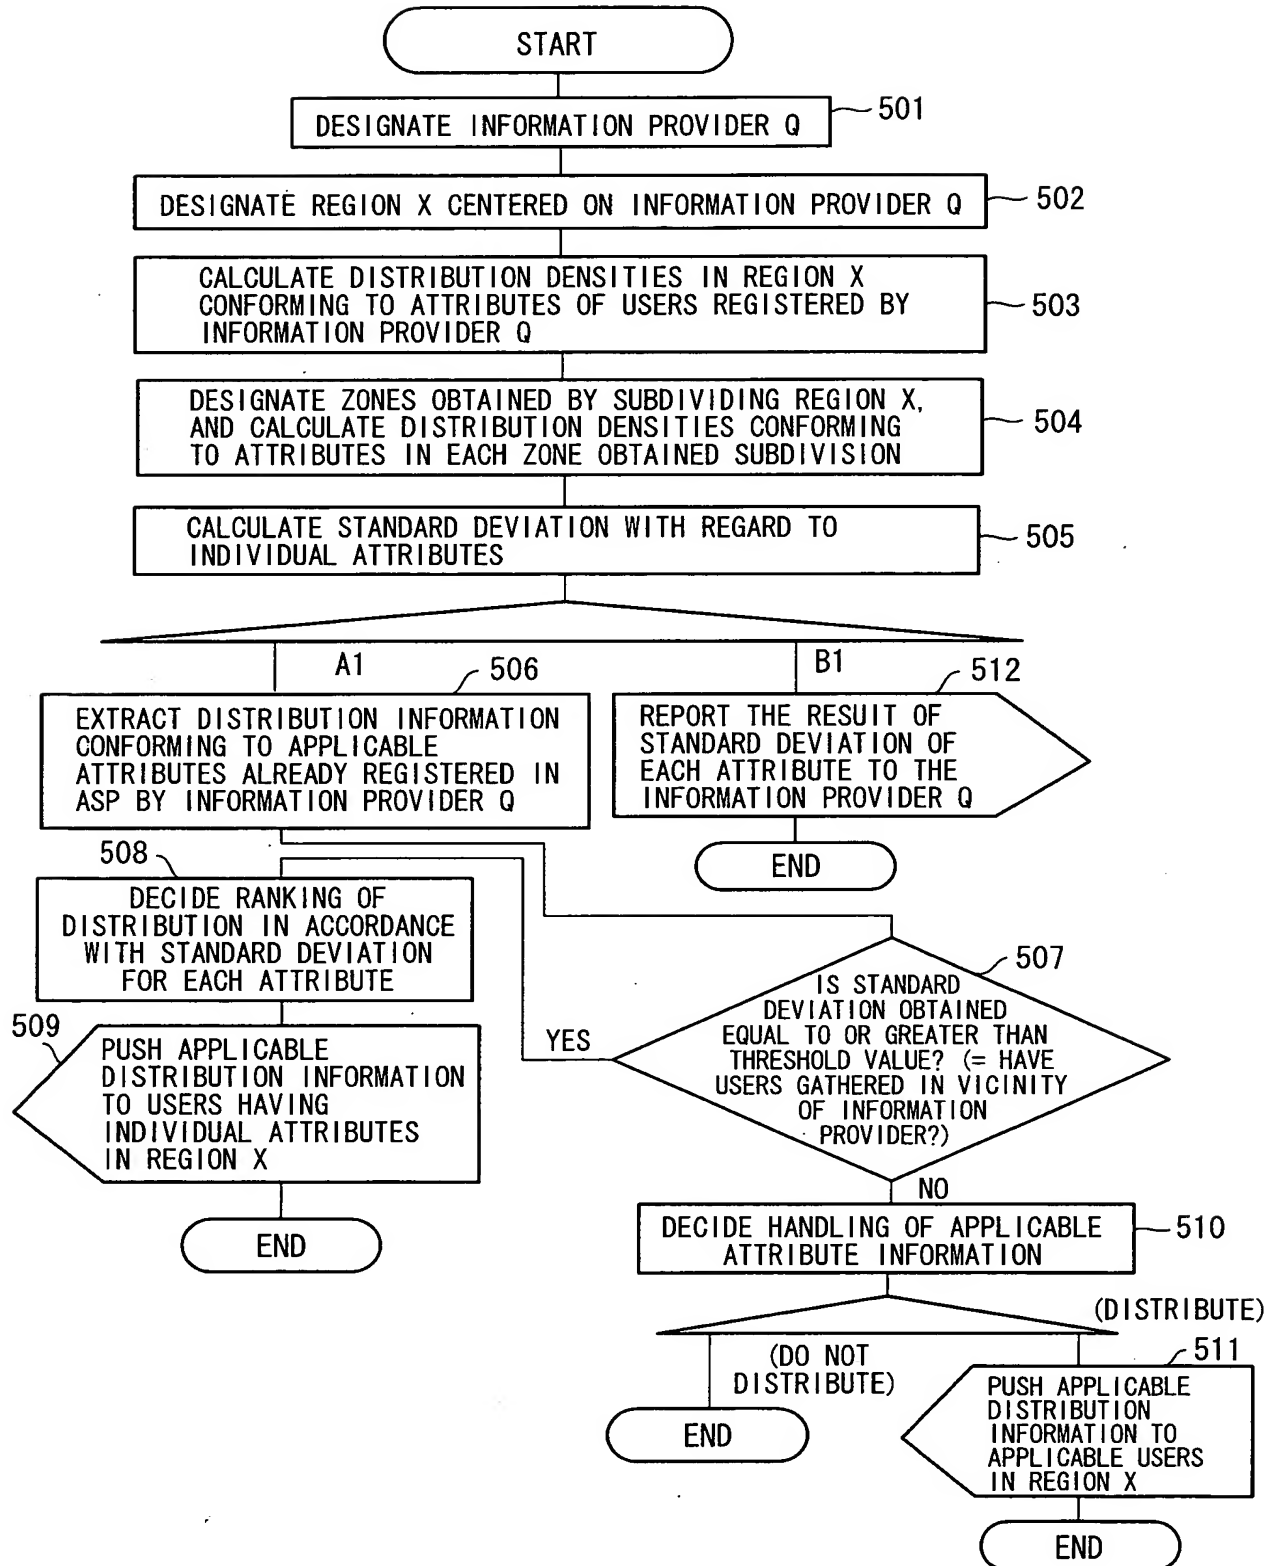 START
DESIGNATE INFORMATION PROVIDER Q
501
DESIGNATE REGION X CENTERED ON INFORMATION PROVIDER Q
502
CALCULATE DISTRIBUTION DENSITIES IN REGION X
CONFORMING TO ATTRIBUTES OF USERS REGISTERED BY
INFORMATION PROVIDER Q
503
DESIGNATE ZONES OBTAINED BY SUBDIVIDING REGION X,
AND CALCULATE DISTRIBUTION DENSITIES CONFORMING
TO ATTRIBUTES IN EACH ZONE OBTAINED SUBDIVISION
504
CALCULATE STANDARD DEVIATION WITH REGARD TO
INDIVIDUAL ATTRIBUTES
505
A1
506
EXTRACT DISTRIBUTION INFORMATION
CONFORMING TO APPLICABLE
ATTRIBUTES ALREADY REGISTERED IN
ASP BY INFORMATION PROVIDER Q
B1
512
REPORT THE RESUIT OF
STANDARD DEVIATION OF
EACH ATTRIBUTE TO THE
INFORMATION PROVIDER Q
END
508
DECIDE RANKING OF
DISTRIBUTION IN ACCORDANCE
WITH STANDARD DEVIATION
FOR EACH ATTRIBUTE
509
PUSH APPLICABLE
DISTRIBUTION INFORMATION
TO USERS HAVING
INDIVIDUAL ATTRIBUTES
IN REGION X
END
507
IS STANDARD
DEVIATION OBTAINED
EQUAL TO OR GREATER THAN
THRESHOLD VALUE? (= HAVE
USERS GATHERED IN VICINITY
OF INFORMATION
PROVIDER?)
YES
NO
DECIDE HANDLING OF APPLICABLE
ATTRIBUTE INFORMATION
510
(DISTRIBUTE)
(DO NOT
DISTRIBUTE)
END
511
PUSH APPLICABLE
DISTRIBUTION
INFORMATION TO
APPLICABLE USERS
IN REGION X
END